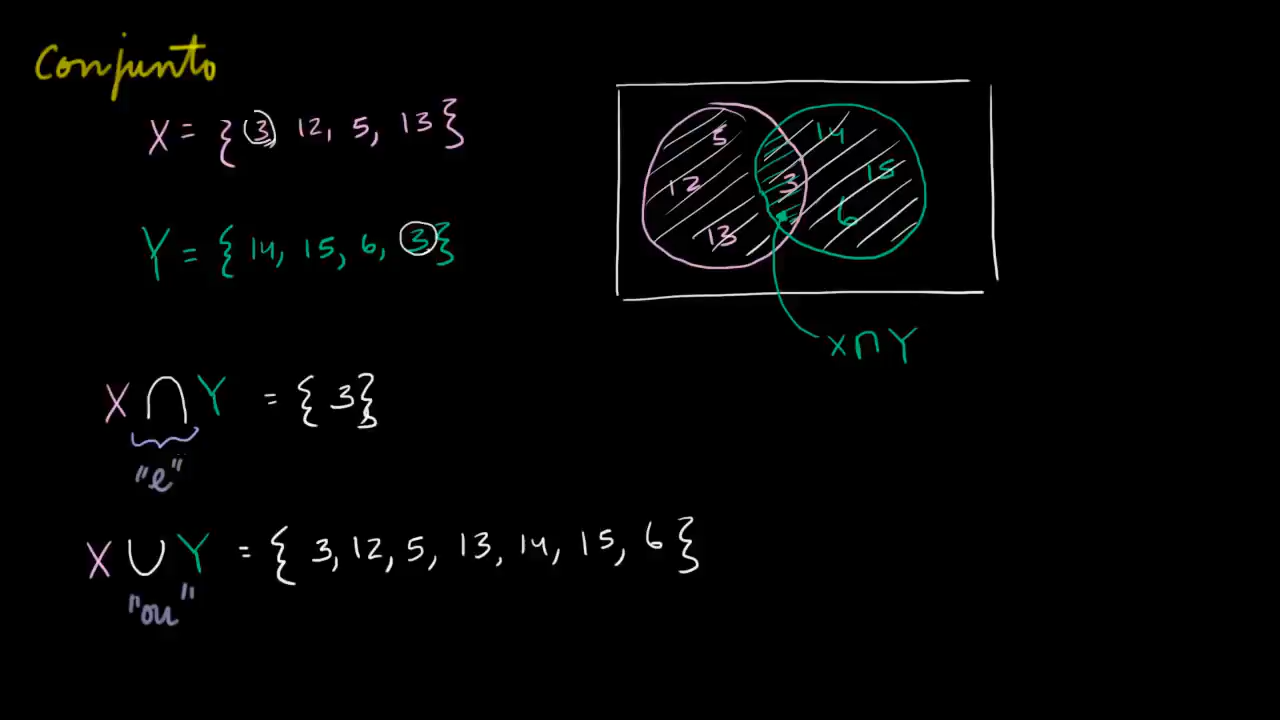 Conjunto
X = {3 12, 5, 13}
Y = {14, 15, 6, 3}
5
12
13
3
14
15
6
X∩Y
X ∩ Y = {3}
"e"
X ∪ Y = {3, 12, 5, 13, 14, 15, 6}
"ou"